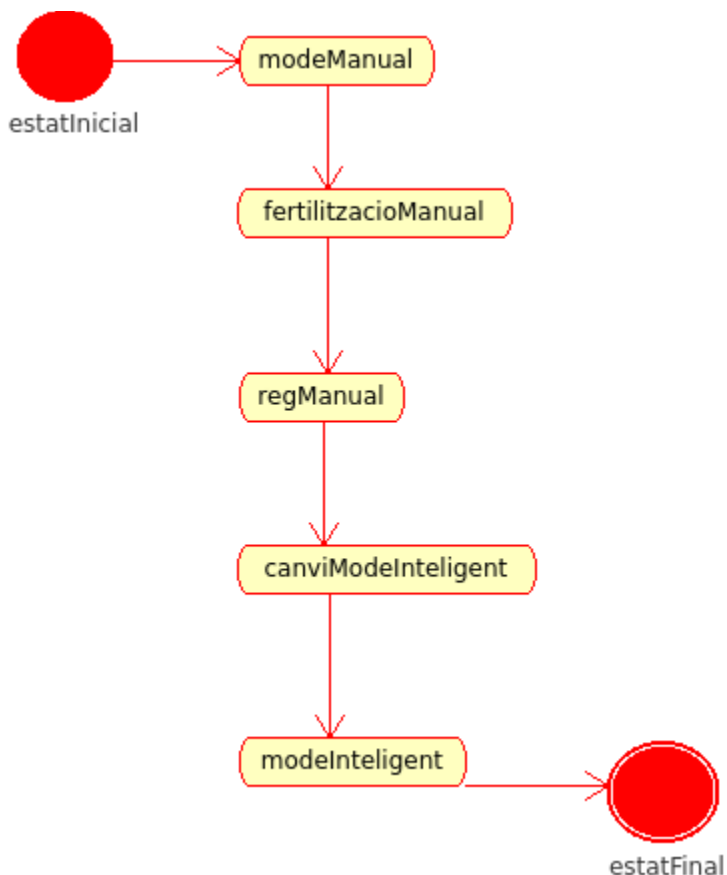 modeManual
estatInicial
fertilitzacioManual
regManual
canviModeInteligent
modeInteligent
estatFinal